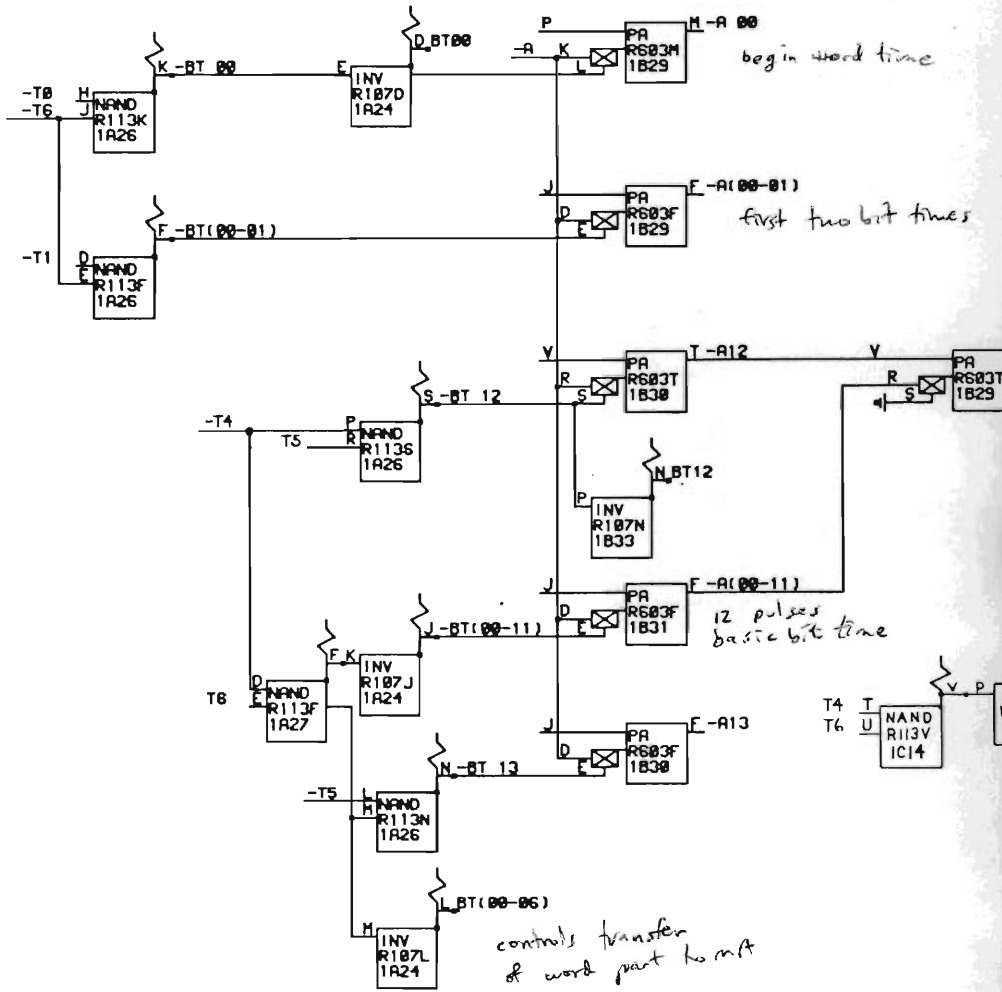 P
M -A 00
PA
R603M
1B29
begin word time
-A
K
L
D BT00
K -BT 00
E
INV
R107D
1A24
-T0
H
-T6
J
NAND
R113K
1A26
J
F -A(00-01)
PA
R603F
1B29
D
E
first two bit times
F -BT(00-01)
-T1
D
E
NAND
R113F
1A26
V
T -A12
PA
R603T
1B30
R
S
V
PA
R603T
1B29
R
S
S -BT 12
-T4
T5
P
R
NAND
R113S
1A26
N BT12
P
INV
R107N
1B33
J
F -A(00-11)
PA
R603F
1B31
D
E
12 pulses
basic bit time
J -BT(00-11)
F K
INV
R107J
1A24
D
T6
E
NAND
R113F
1A27
J
F -A13
PA
R603F
1B30
D
E
V P
T4 T
T6 U
NAND
R113V
1C14
N -BT 13
-T5
L
M
NAND
R113N
1A26
L BT(00-06)
M
INV
R107L
1A24
controls transfer
of word part to